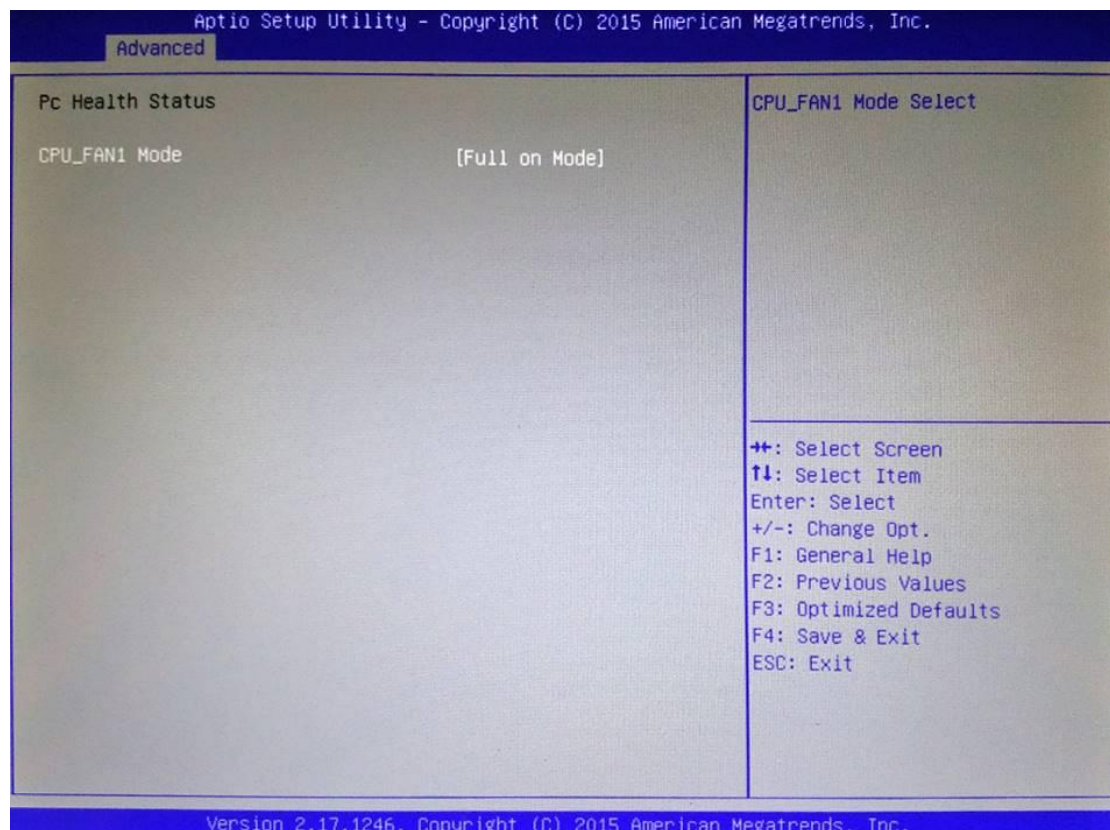 Aptio Setup Utility - Copyright (C) 2015 American Megatrends, Inc.
Advanced
Pc Health Status
CPU_FAN1 Mode [Full on Mode]
CPU_FAN1 Mode Select
→←: Select Screen
↑↓: Select Item
Enter: Select
+/-: Change Opt.
F1: General Help
F2: Previous Values
F3: Optimized Defaults
F4: Save & Exit
ESC: Exit
Version 2.17.1246. Copyright (C) 2015 American Megatrends, Inc.